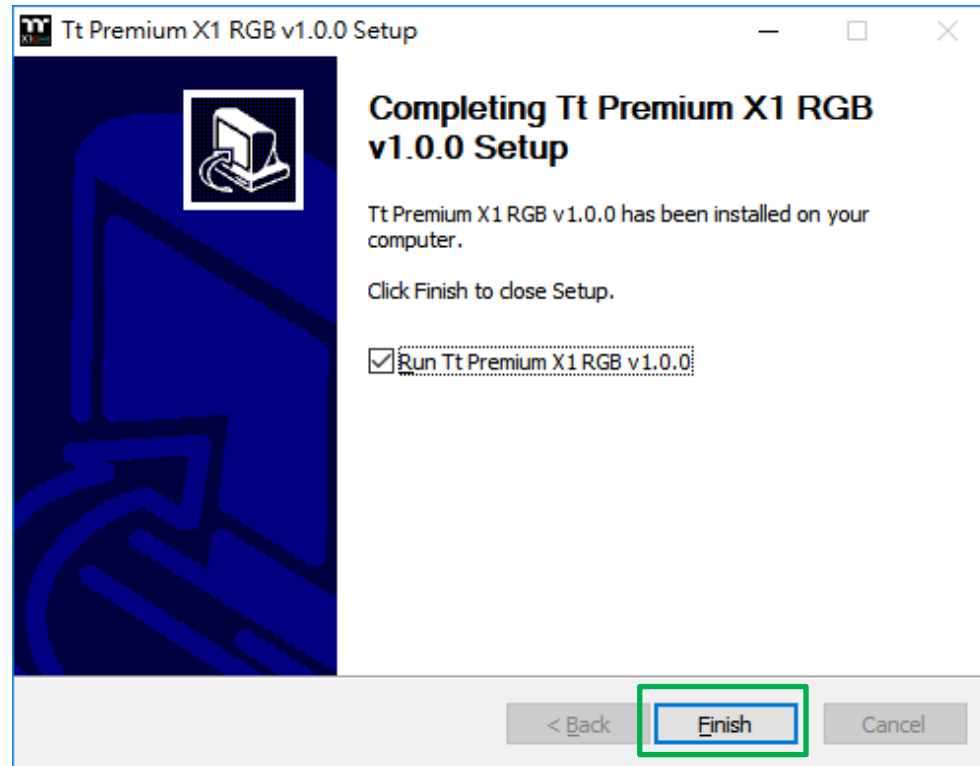 Tt Premium X1 RGB v1.0.0 Setup
Completing Tt Premium X1 RGB
v1.0.0 Setup
Tt Premium X1 RGB v1.0.0 has been installed on your
computer.
Click Finish to close Setup.
Run Tt Premium X1 RGB v1.0.0
< Back Finish Cancel